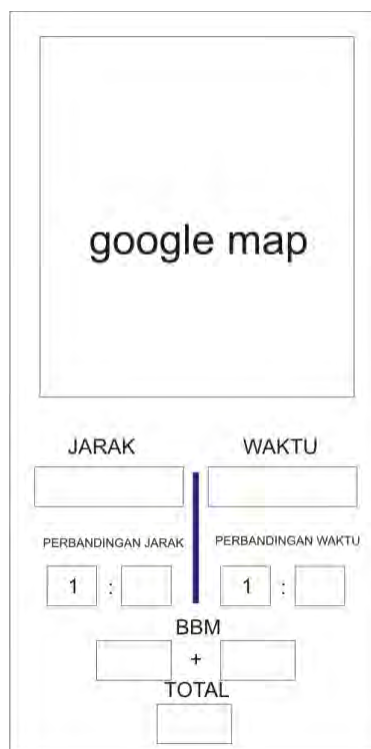 google map
JARAK WAKTU
PERBANDINGAN JARAK PERBANDINGAN WAKTU
1 : 1 :
BBM
+
TOTAL